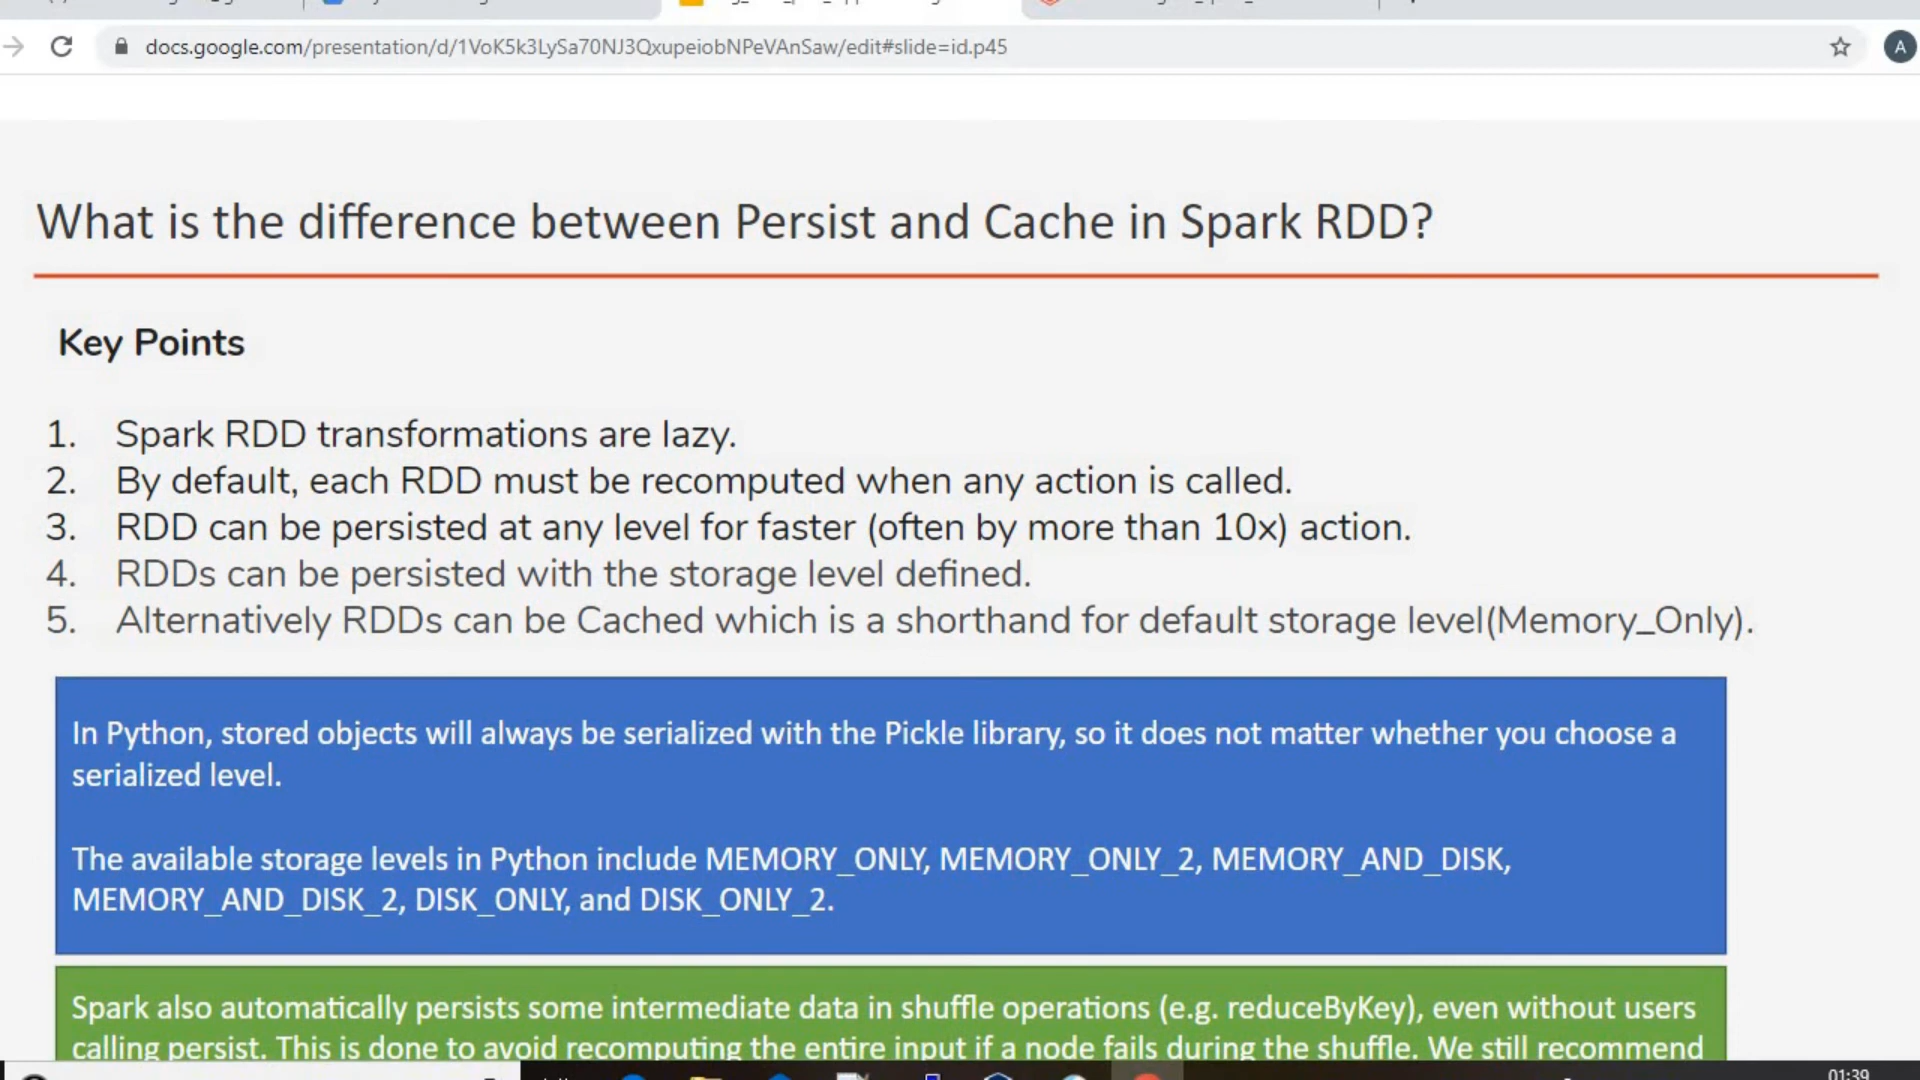 docs.google.com/presentation/d/1VoK5k3LySa70NJ3QxupeiobNPeVAnSaw/edit#slide=id.p45
A
What is the difference between Persist and Cache in Spark RDD?
Key Points
1. Spark RDD transformations are lazy.
2. By default, each RDD must be recomputed when any action is called.
3. RDD can be persisted at any level for faster (often by more than 10x) action.
4. RDDs can be persisted with the storage level defined.
5. Alternatively RDDs can be Cached which is a shorthand for default storage level(Memory_Only).
In Python, stored objects will always be serialized with the Pickle library, so it does not matter whether you choose a
serialized level.
The available storage levels in Python include MEMORY_ONLY, MEMORY_ONLY_2, MEMORY_AND_DISK,
MEMORY_AND_DISK_2, DISK_ONLY, and DISK_ONLY_2.
Spark also automatically persists some intermediate data in shuffle operations (e.g. reduceByKey), even without users
calling persist. This is done to avoid recomputing the entire input if a node fails during the shuffle. We still recommend
01:39